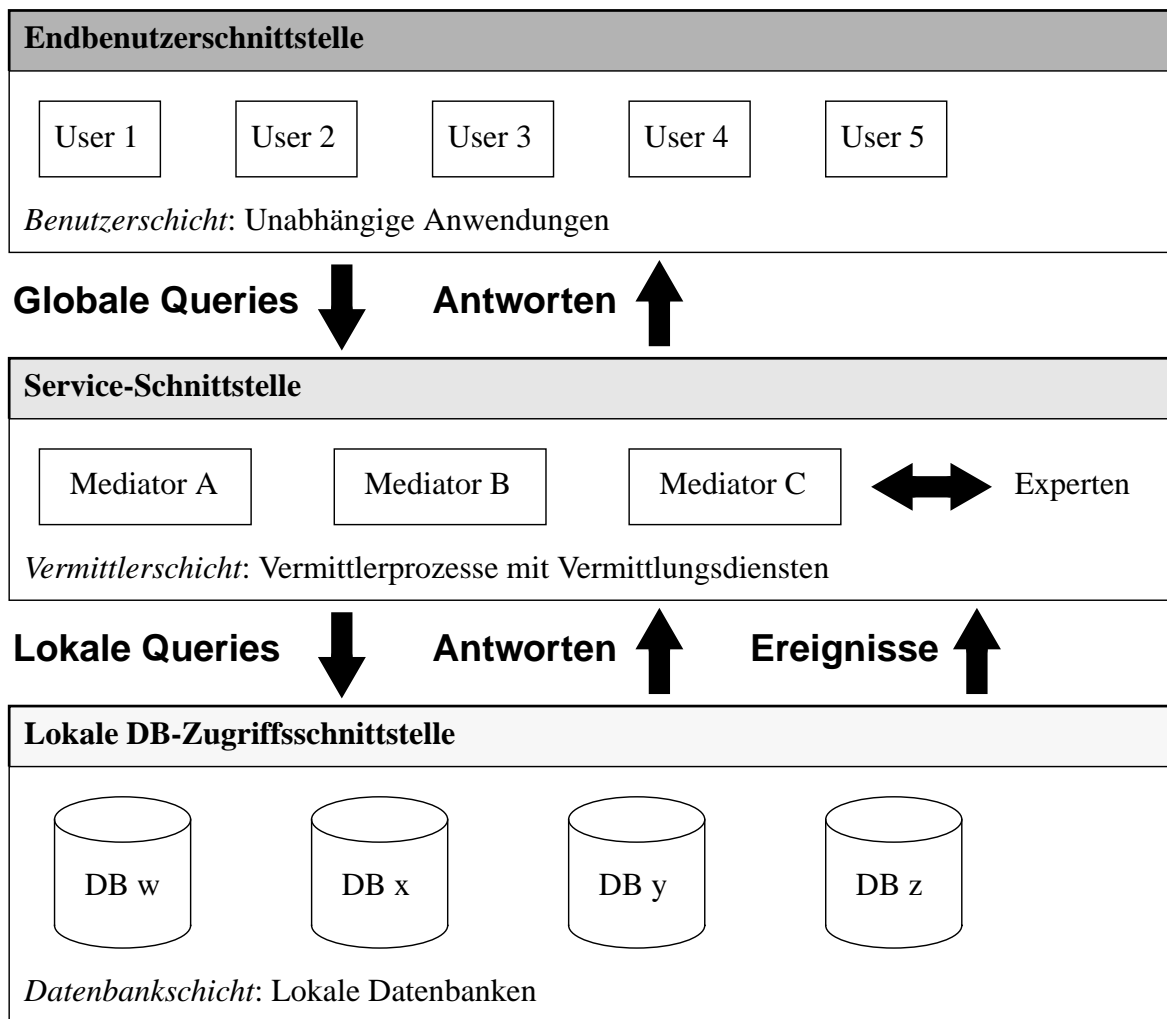 Endbenutzerschnittstelle
User 1 User 2 User 3 User 4 User 5
Benutzerschicht: Unabhängige Anwendungen
Globale Queries Antworten
Service-Schnittstelle
Mediator A Mediator B Mediator C Experten
Vermittlerschicht: Vermittlerprozesse mit Vermittlungsdiensten
Lokale Queries Antworten Ereignisse
Lokale DB-Zugriffsschnittstelle
DB w DB x DB y DB z
Datenbankschicht: Lokale Datenbanken